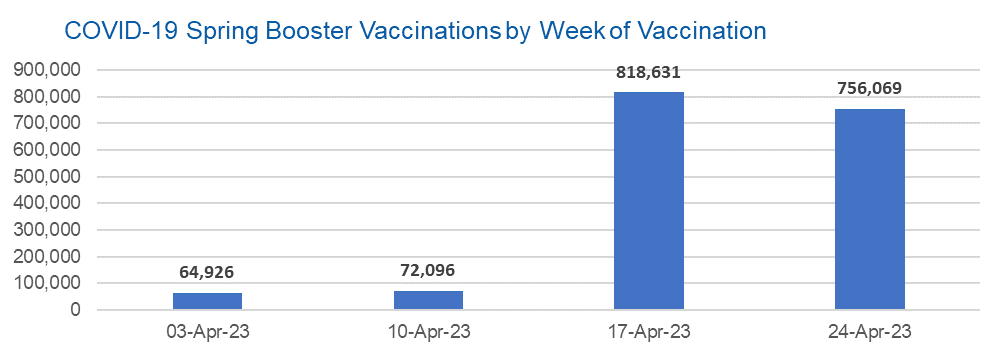 COVID-19 Spring Booster Vaccinations by Week of Vaccination
900,000
800,000
700,000
600,000
500,000
400,000
300,000
200,000
100,000
0
64,926
72,096
818,631
756,069
03-Apr-23
10-Apr-23
17-Apr-23
24-Apr-23